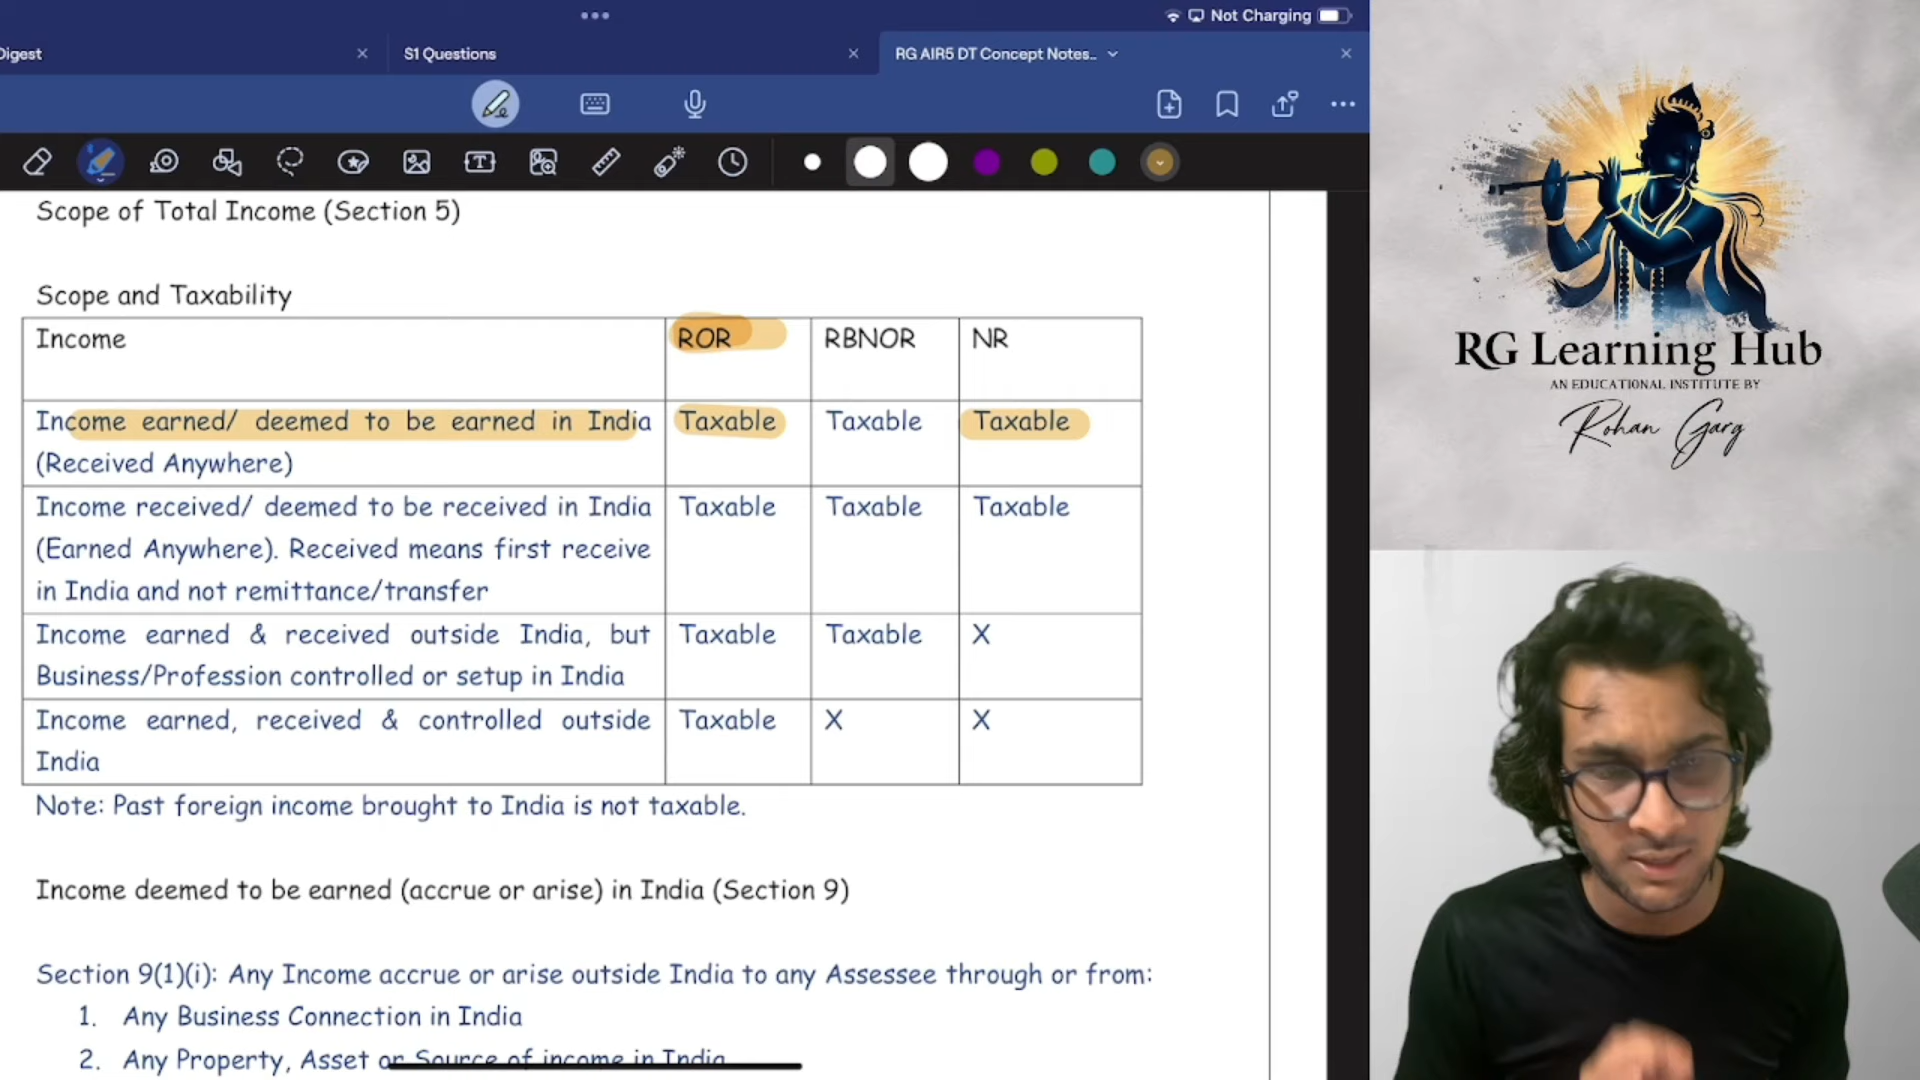 Not Charging
Digest
S1 Questions
RG AIR5 DT Concept Notes..
Scope of Total Income (Section 5)
Scope and Taxability
Income ROR RBNOR NR
Income earned/ deemed to be earned in India Taxable Taxable Taxable
(Received Anywhere)
Income received/ deemed to be received in India Taxable Taxable Taxable
(Earned Anywhere). Received means first receive
in India and not remittance/transfer
Income earned & received outside India, but Taxable Taxable X
Business/Profession controlled or setup in India
Income earned, received & controlled outside Taxable X X
India
Note: Past foreign income brought to India is not taxable.
Income deemed to be earned (accrue or arise) in India (Section 9)
Section 9(1)(i): Any Income accrue or arise outside India to any Assessee through or from:
1. Any Business Connection in India
2. Any Property, Asset or Source of income in India
RG Learning Hub
AN EDUCATIONAL INSTITUTE BY
Rohan Garg